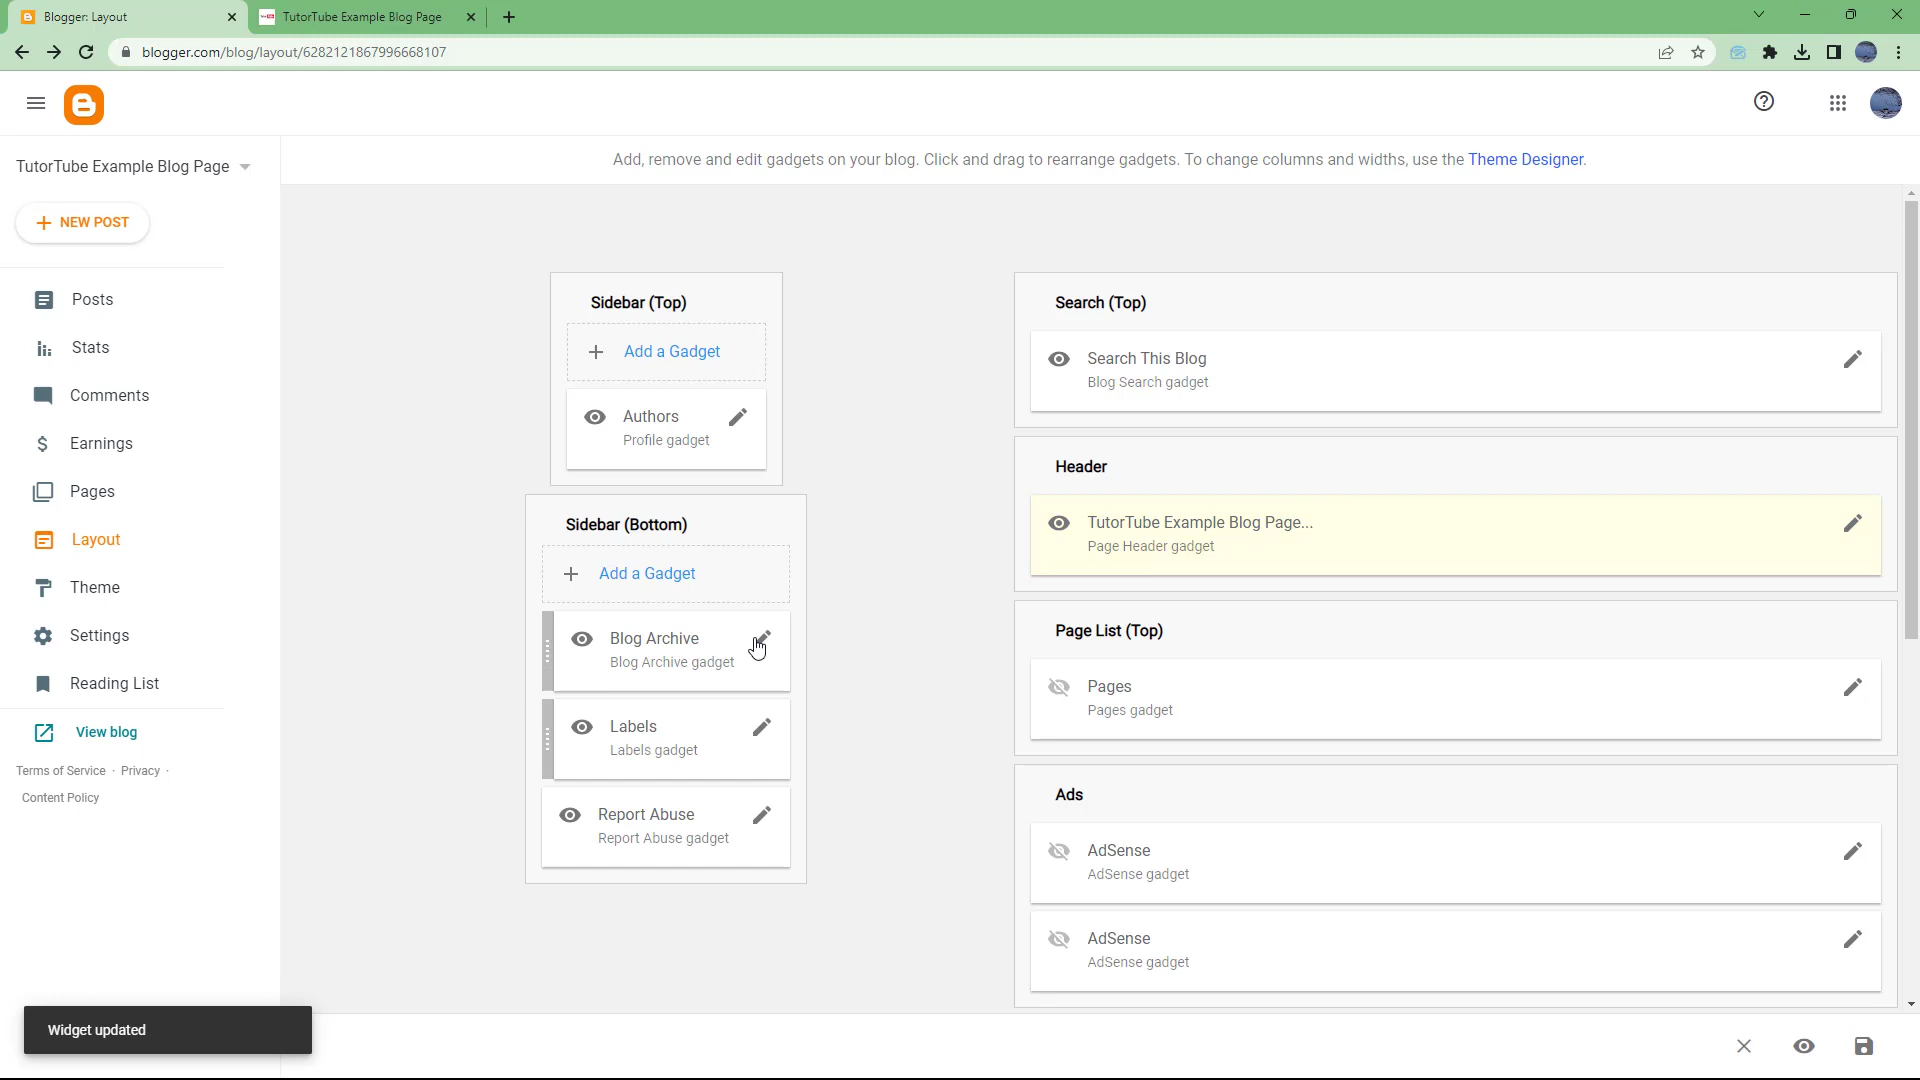 Blogger: Layout
TutorTube Example Blog Page
blogger.com/blog/layout/6282121867996668107
TutorTube Example Blog Page
Add, remove and edit gadgets on your blog. Click and drag to rearrange gadgets. To change columns and widths, use the Theme Designer.
NEW POST
Posts
Stats
Comments
Earnings
Pages
Layout
Theme
Settings
Reading List
View blog
Terms of Service · Privacy ·
Content Policy
Sidebar (Top)
Add a Gadget
Authors
Profile gadget
Sidebar (Bottom)
Add a Gadget
Blog Archive
Blog Archive gadget
Labels
Labels gadget
Report Abuse
Report Abuse gadget
Search (Top)
Search This Blog
Blog Search gadget
Header
TutorTube Example Blog Page...
Page Header gadget
Page List (Top)
Pages
Pages gadget
Ads
AdSense
AdSense gadget
AdSense
AdSense gadget
Widget updated